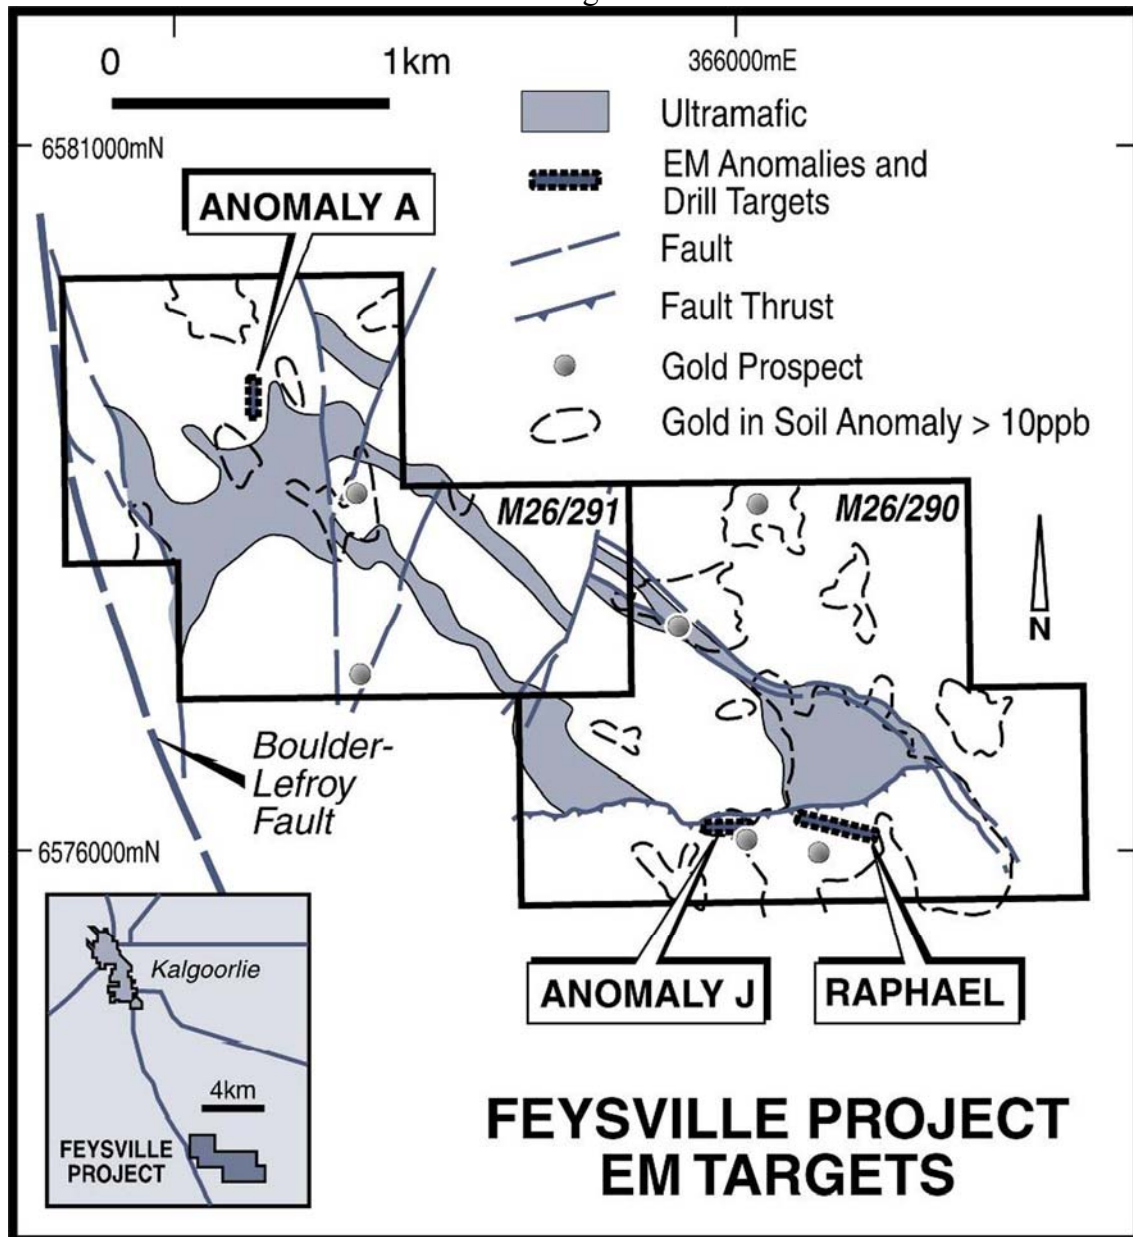 0 1km
366000mE
6581000mN
Ultramafic
EM Anomalies and
Drill Targets
Fault
Fault Thrust
Gold Prospect
Gold in Soil Anomaly > 10ppb
ANOMALY A
M26/291
M26/290
N
Boulder-
Lefroy
Fault
6576000mN
ANOMALY J
RAPHAEL
Kalgoorlie
4km
FEYSVILLE
PROJECT
FEYSVILLE PROJECT
EM TARGETS